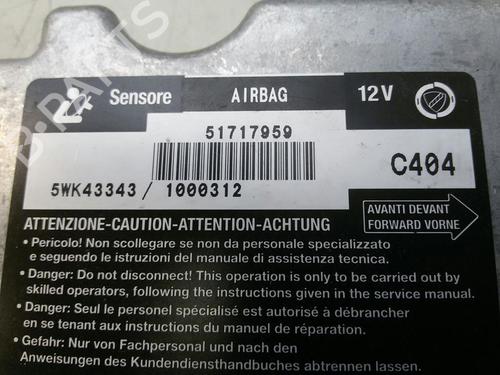 Sensore AIRBAG 12V
51717959
5WK43343 / 1000312
C404
ATTENZIONE-CAUTION-ATTENTION-ACHTUNG
AVANTI DEVANT
FORWARD VORNE
• Pericolo! Non scollegare se non da personale specializzato
e seguendo le istruzioni del manuale di assistenza tecnica.
• Danger: Do not disconnect! This operation is only to be carried out by
skilled operators, following the instructions given in the service manual.
• Danger: Seul le personel spécialisé est autorisé à débrancher
en se tenant aux instructions du manuel de réparation.
• Gefahr: Nur von Fachpersonal und nach den
Anweisungen des Kundendiensthandbuches abtrennen lassen.
B-PARTS